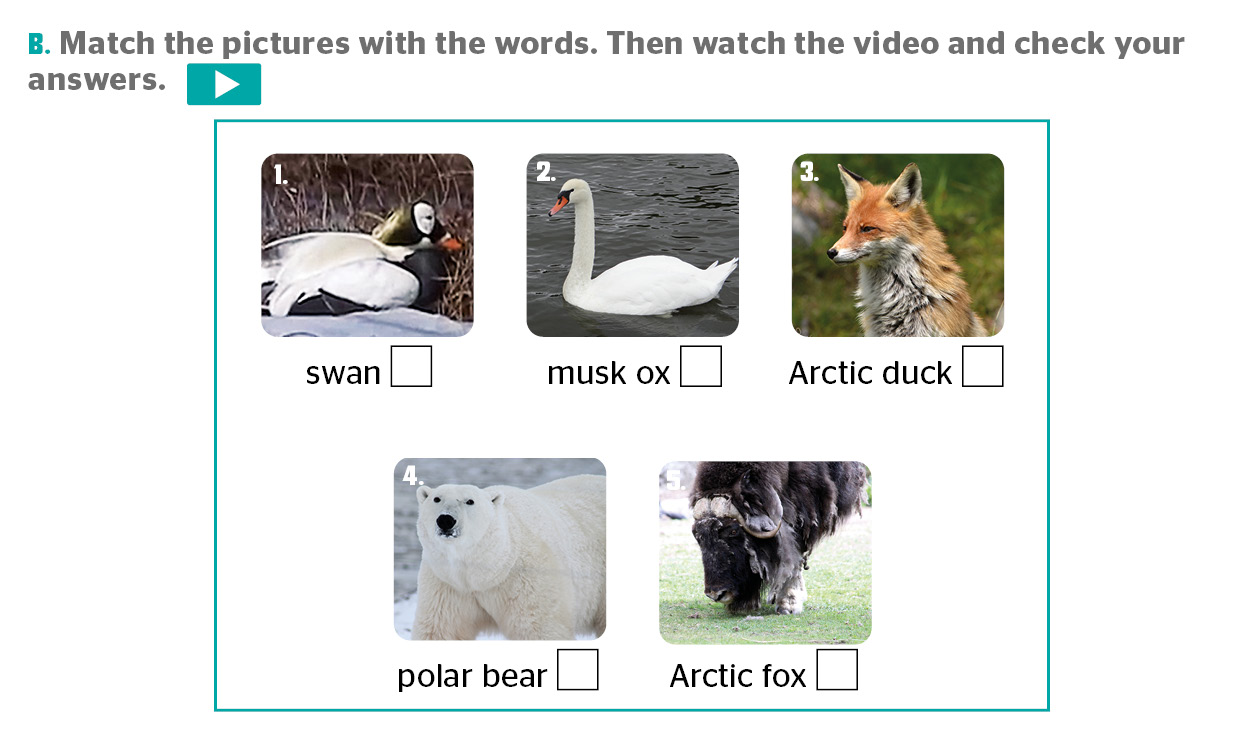 B. Match the pictures with the words. Then watch the video and check your
answers.
1.
2.
3.
swan
musk ox
Arctic duck
4.
5.
polar bear
Arctic fox